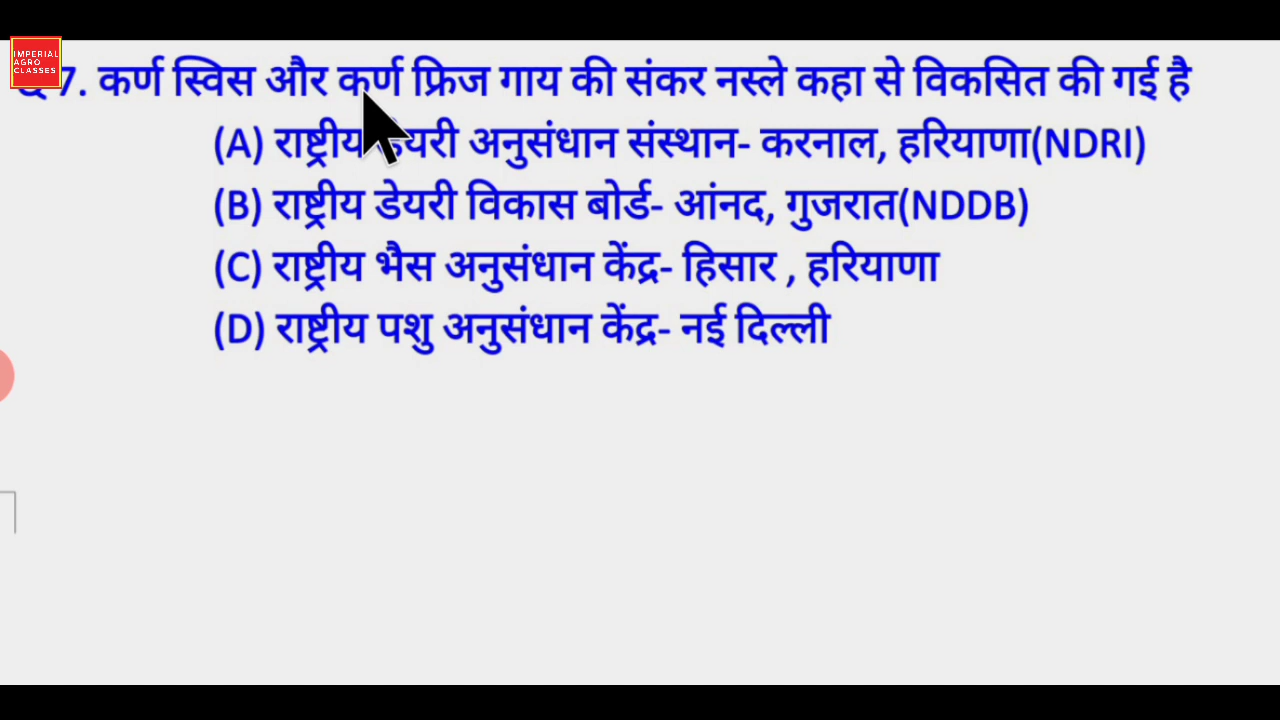 IMPERIAL
AGRO
CLASSES
7. कर्ण स्विस और कर्ण फ्रिज गाय की संकर नस्ले कहा से विकसित की गई है
(A) राष्ट्रीय अनुसंधान संस्थान- करनाल, हरियाणा(NDRI)
(B) राष्ट्रीय डेयरी विकास बोर्ड- आंनद, गुजरात(NDDB)
(C) राष्ट्रीय भैस अनुसंधान केंद्र- हिसार , हरियाणा
(D) राष्ट्रीय पशु अनुसंधान केंद्र- नई दिल्ली